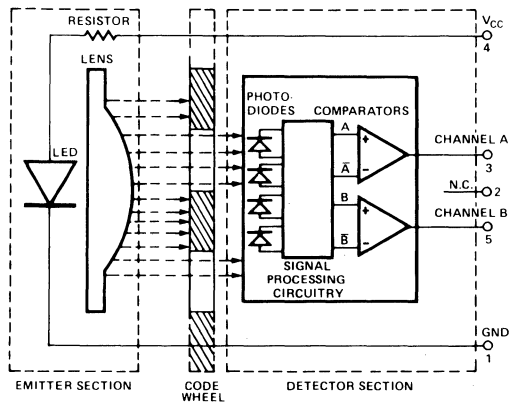 RESISTOR
VCC
4
LENS
LED
PHOTO-
DIODES
COMPARATORS
A
+
CHANNEL A
3
A̅
−
N.C.
2
B
+
CHANNEL B
5
B̅
−
SIGNAL
PROCESSING
CIRCUITRY
GND
1
EMITTER SECTION
CODE
WHEEL
DETECTOR SECTION